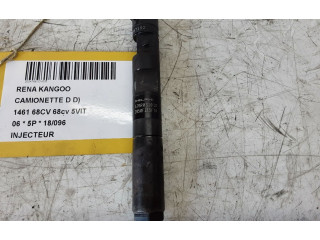 RENA KANGOO
CAMIONETTE D D)
1461 68CV 68cv 5VIT
06 * 5P * 18/096
INJECTEUR